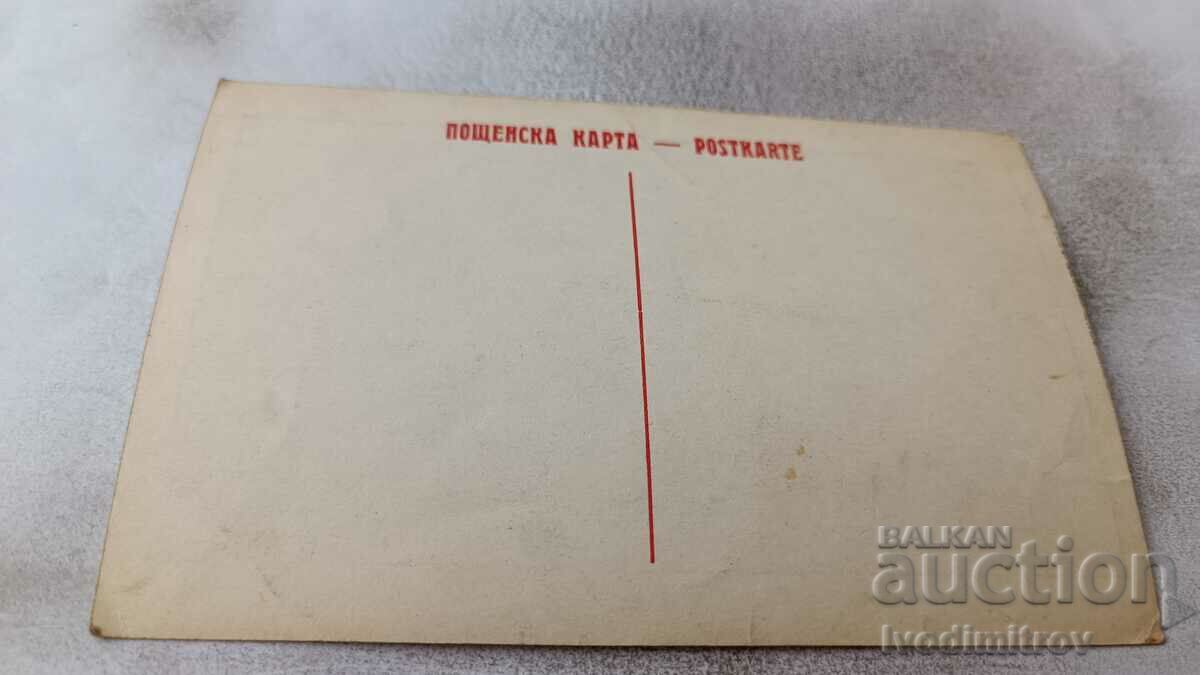 ПОЩЕНСКА КАРТА — POSTKARTE
BALKAN
auction
Ivodimitrov